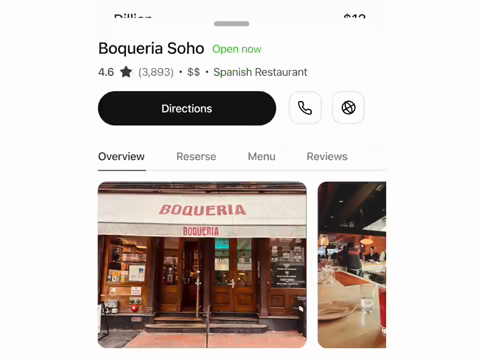 Boqueria Soho Open now
4.6 (3,893) • $$ • Spanish Restaurant
Directions
Overview Reserse Menu Reviews
BOQUERIA
BOQUERIA